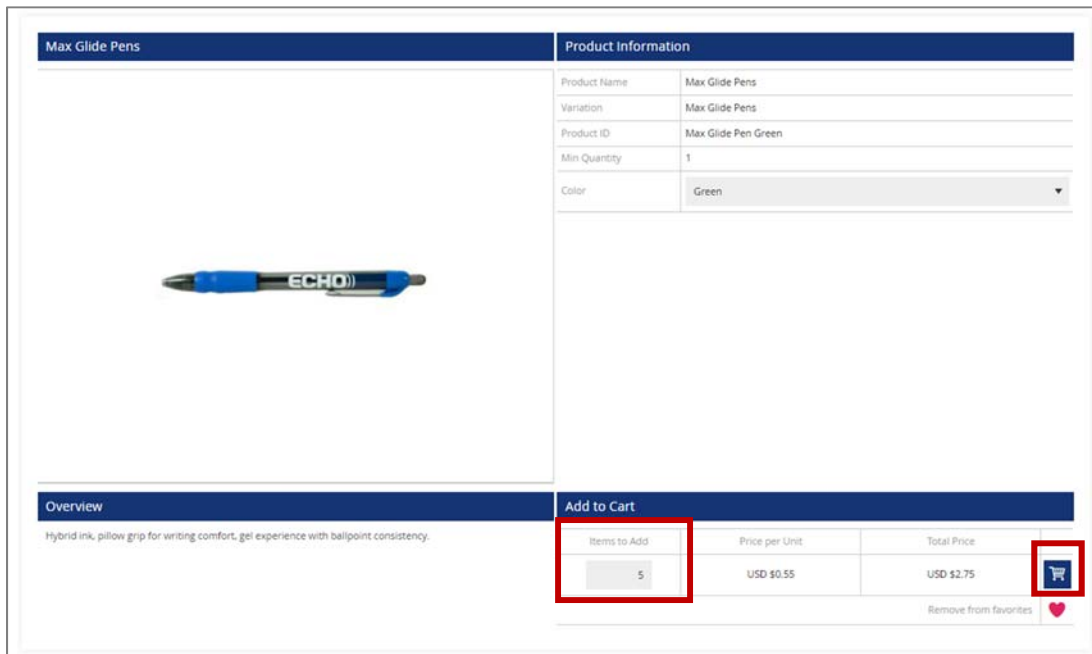 Max Glide Pens
Product Information
Product Name Max Glide Pens
Variation Max Glide Pens
Product ID Max Glide Pen Green
Min Quantity 1
Color Green
ECHO
Overview
Hybrid ink, pillow grip for writing comfort, gel experience with ballpoint consistency.
Add to Cart
Items to Add Price per Unit Total Price
5 USD $0.55 USD $2.75
Remove from favorites